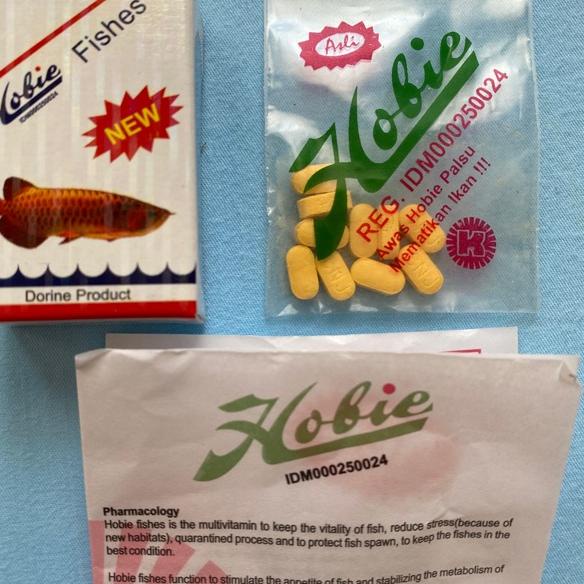 Hobie Fishes
IDM000250024
NEW
Dorine Product
Asli
Hobie
REG. IDM000250024
Awas Hobie Palsu
Mematikan Ikan !!!
Hobie
IDM000250024
Pharmacology
Hobie fishes is the multivitamin to keep the vitality of fish, reduce stress(because of
new habitats), quarantined process and to protect fish spawn, to keep the fishes in the
best condition.
Hobie fishes function to stimulate the appetite of fish and stabilizing the metabolism of